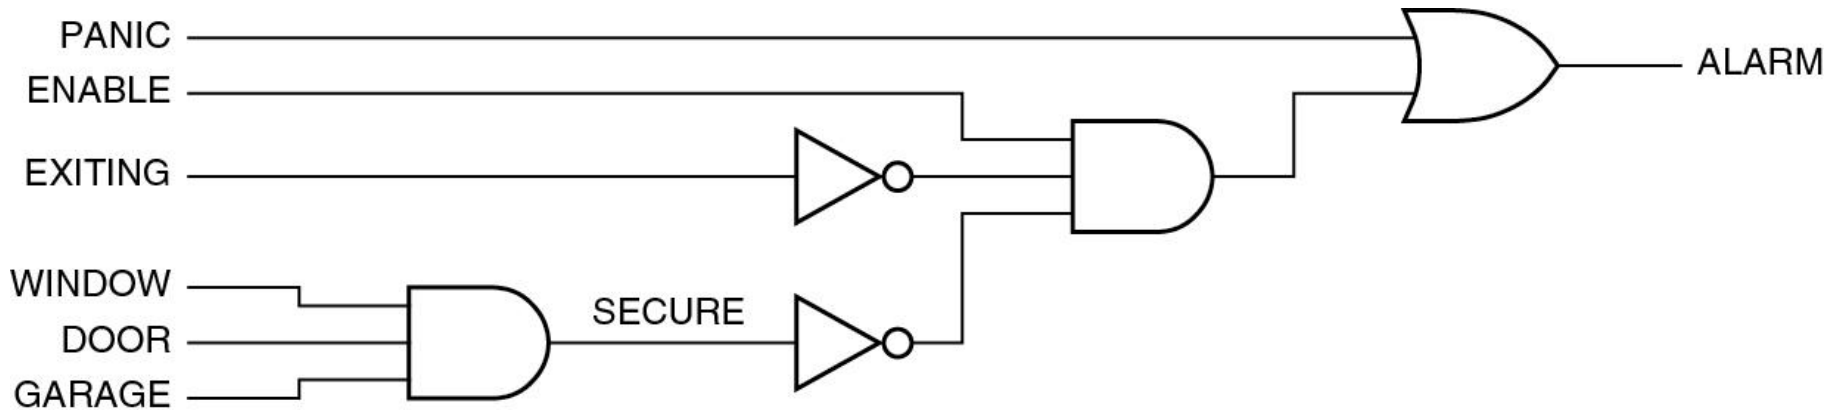 PANIC
ENABLE
EXITING
WINDOW
DOOR
GARAGE
SECURE
ALARM